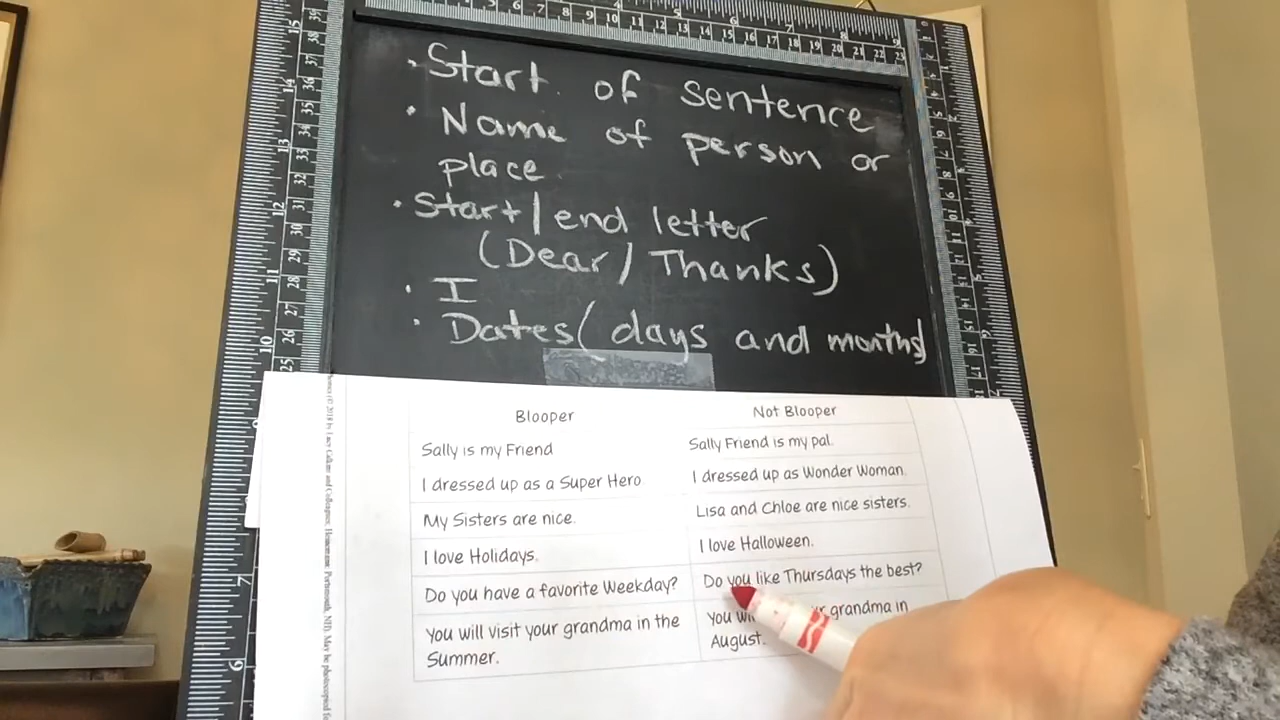 · Start of sentence
· Name of person or
place
· Start/end letter
(Dear/Thanks)
· I
· Dates (days and months)
Blooper
Not Blooper
Sally is my Friend
Sally Friend is my pal.
I dressed up as a Super Hero
I dressed up as Wonder Woman.
My Sisters are nice.
Lisa and Chloe are nice sisters.
I love Holidays.
I love Halloween.
Do you have a favorite Weekday?
Do you like Thursdays the best?
You will visit your grandma in the
Summer.
You grandma in
August.